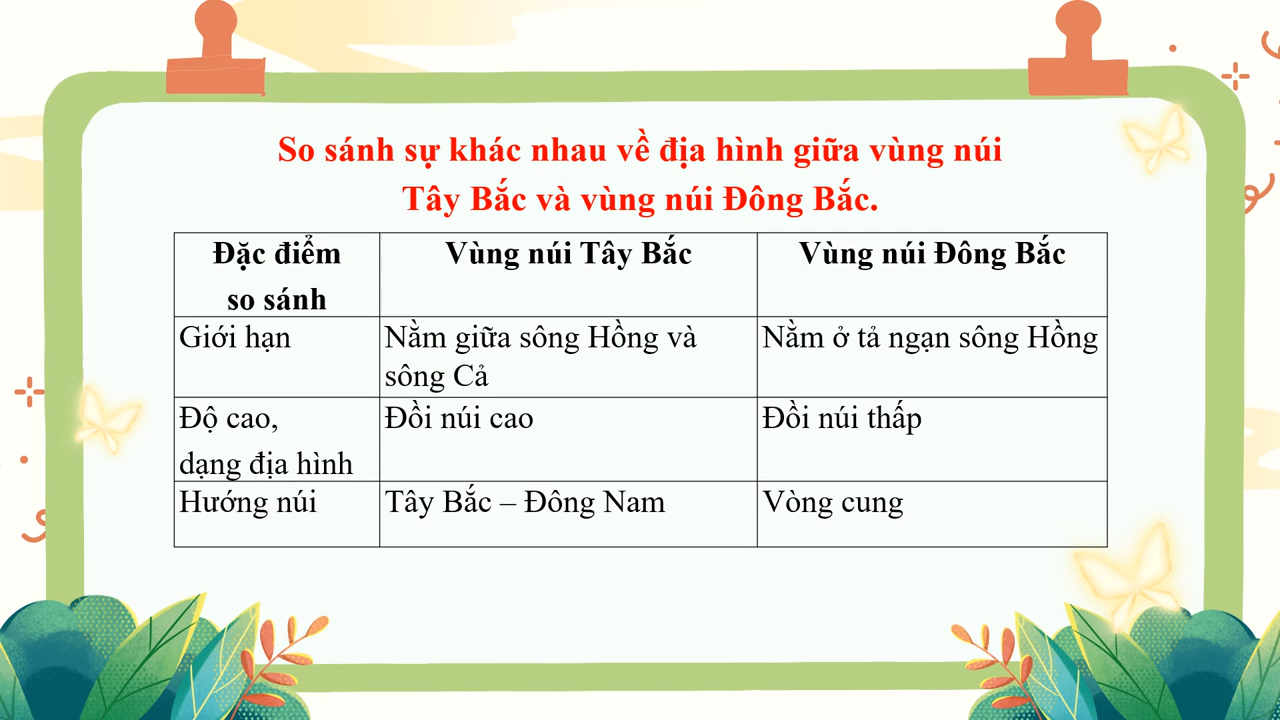 So sánh sự khác nhau về địa hình giữa vùng núi
Tây Bắc và vùng núi Đông Bắc.
Đặc điểm
so sánh
Vùng núi Tây Bắc
Vùng núi Đông Bắc
Giới hạn
Nằm giữa sông Hồng và
sông Cả
Nằm ở tả ngạn sông Hồng
Độ cao,
dạng địa hình
Đồi núi cao
Đồi núi thấp
Hướng núi
Tây Bắc – Đông Nam
Vòng cung